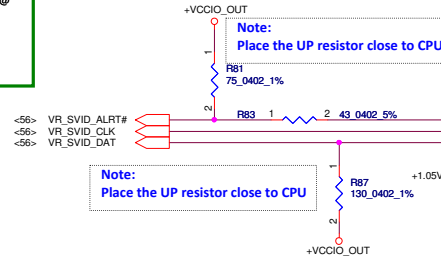 +VCCIO_OUT
Note:
Place the UP resistor close to CPU
1
R81
75_0402_1%
2
<56> VR_SVID_ALRT# R83 1 2 43_0402_5%
<56> VR_SVID_CLK
<56> VR_SVID_DAT
Note:
Place the UP resistor close to CPU
1
R87
130_0402_1%
2
+1.05V
+VCCIO_OUT